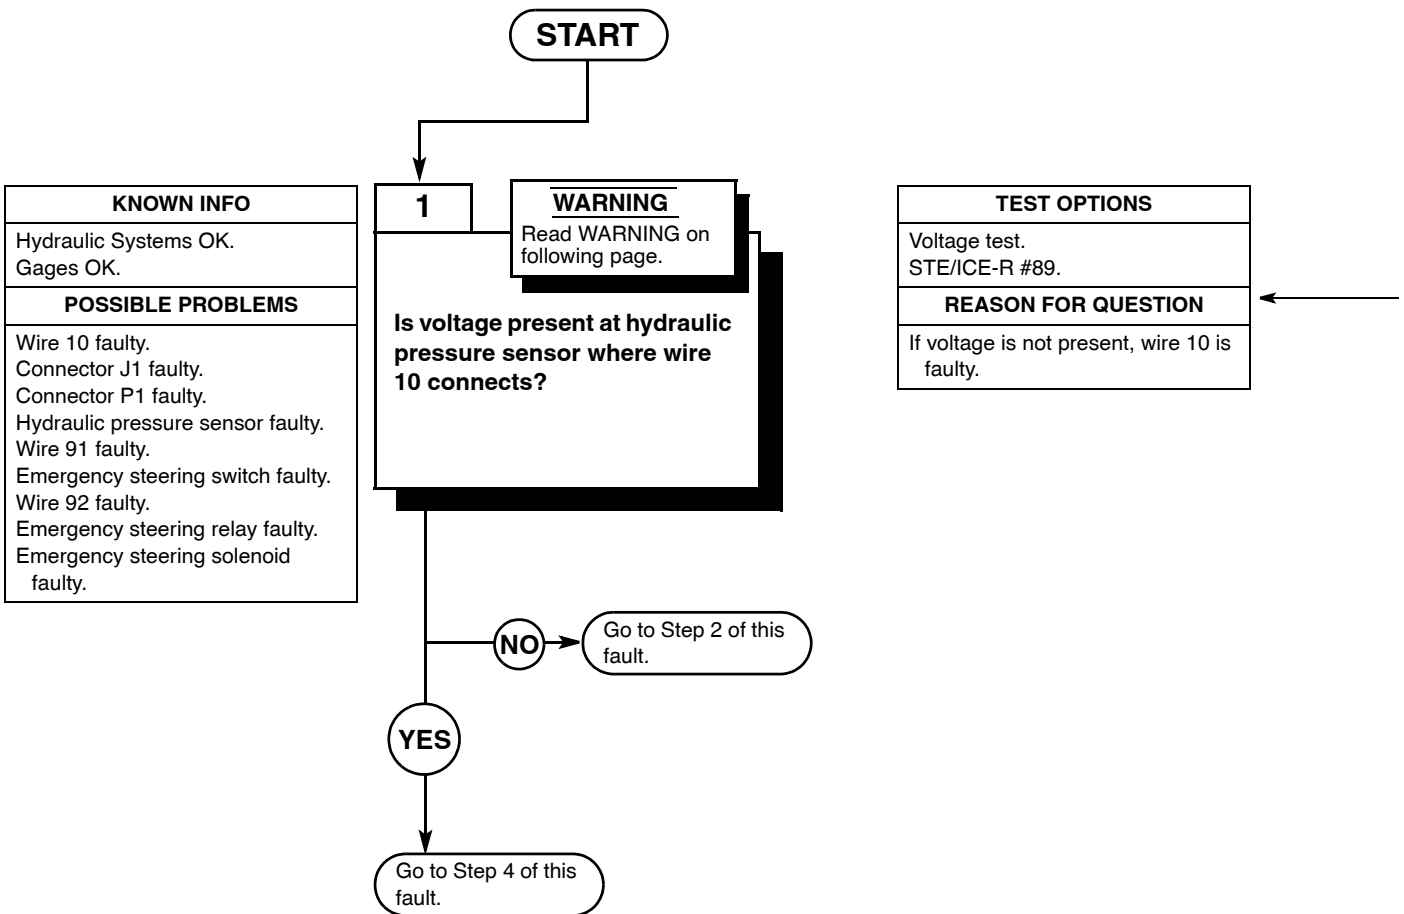 START
KNOWN INFO
Hydraulic Systems OK.
Gages OK.
POSSIBLE PROBLEMS
Wire 10 faulty.
Connector J1 faulty.
Connector P1 faulty.
Hydraulic pressure sensor faulty.
Wire 91 faulty.
Emergency steering switch faulty.
Wire 92 faulty.
Emergency steering relay faulty.
Emergency steering solenoid
faulty.
1
WARNING
Read WARNING on
following page.
Is voltage present at hydraulic
pressure sensor where wire
10 connects?
TEST OPTIONS
Voltage test.
STE/ICE-R #89.
REASON FOR QUESTION
If voltage is not present, wire 10 is
faulty.
NO
Go to Step 2 of this
fault.
YES
Go to Step 4 of this
fault.